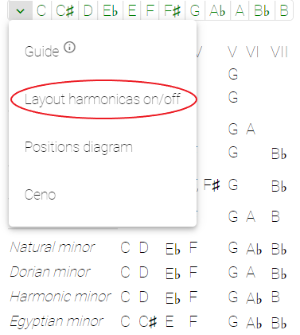 C C♯ D E♭ E F F♯ G A♭ A B♭ B
V VI VII
Guide
G
Layout harmonicas on/off
G
G A
Positions diagram
G B♭
F♯ G B♭
Ceno
G A B
Natural minor C D E♭ F G A♭ B♭
Dorian minor C D E♭ F G A B♭
Harmonic minor C D E♭ F G A♭ B
Egyptian minor C C♯ E F G A♭ B♭